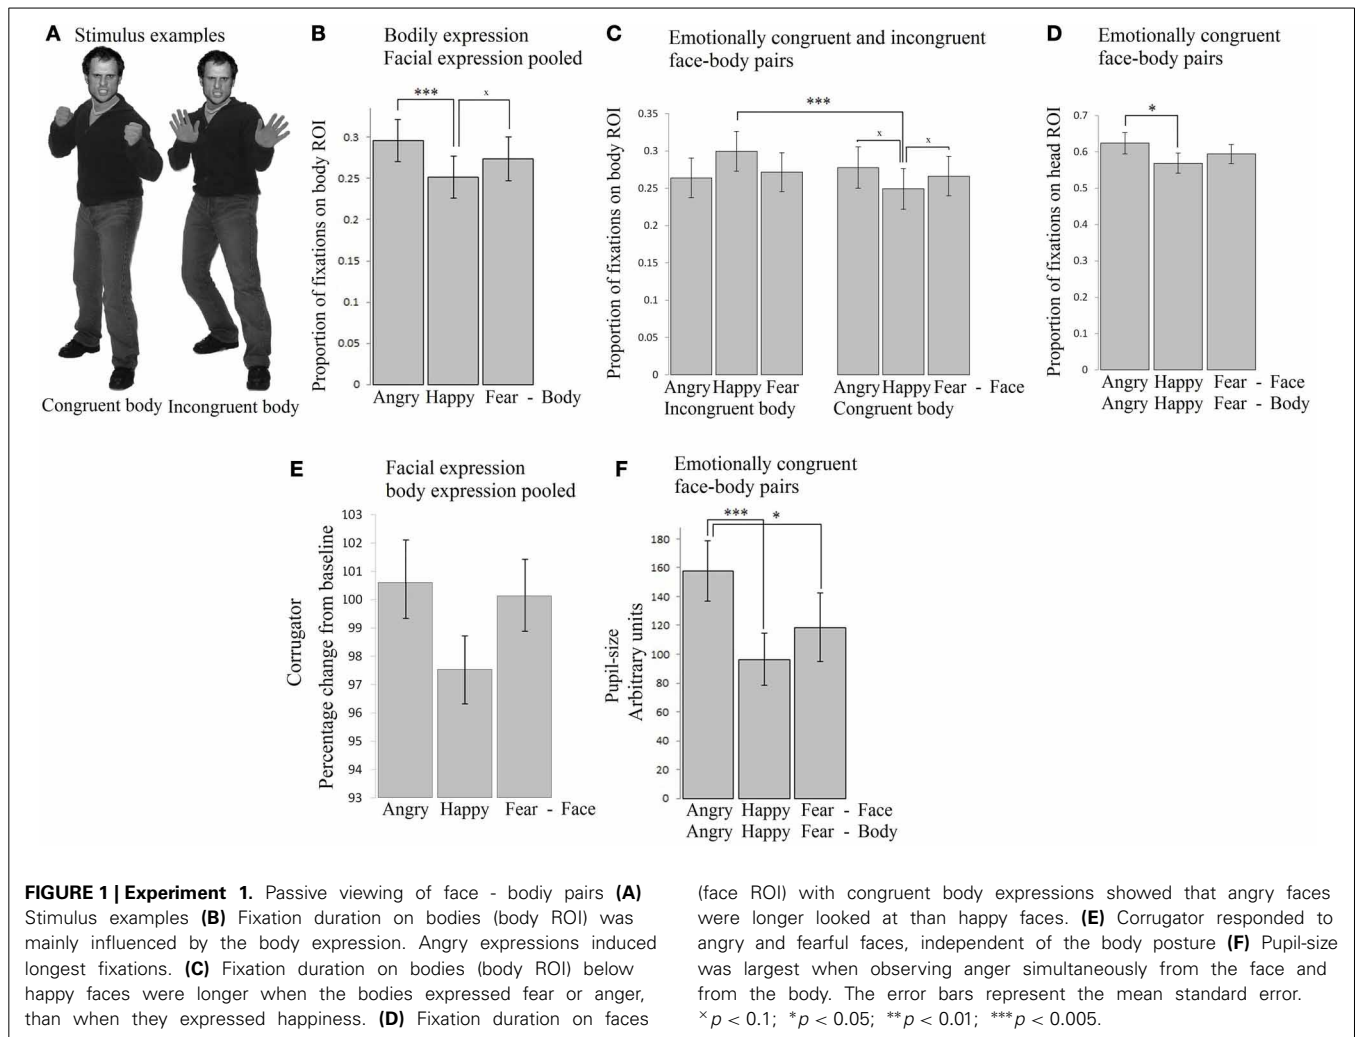 A Stimulus examples
Congruent body Incongruent body
B Bodily expression
Facial expression pooled
Proportion of fixations on body ROI
*** x
0.3
0.25
0.2
0.15
0.1
0.05
0
Angry Happy Fear - Body
C Emotionally congruent and incongruent
face-body pairs
Proportion of fixations on body ROI
***
x x
0.35
0.3
0.25
0.2
0.15
0.1
0.05
0
Angry Happy Fear Angry Happy Fear - Face
Incongruent body Congruent body
D Emotionally congruent
face-body pairs
Proportion of fixations on head ROI
*
0.7
0.6
0.5
0.4
0.3
0.2
0.1
0
Angry Happy Fear - Face
Angry Happy Fear - Body
E Facial expression
body expression pooled
Corrugator
Percentage change from baseline
103
102
101
100
99
98
97
96
95
94
93
Angry Happy Fear - Face
F Emotionally congruent
face-body pairs
Pupil-size
Arbitrary units
*** *
180
160
140
120
100
80
60
40
20
0
Angry Happy Fear - Face
Angry Happy Fear - Body
FIGURE 1 | Experiment 1. Passive viewing of face - bodiy pairs (A)
Stimulus examples (B) Fixation duration on bodies (body ROI) was
mainly influenced by the body expression. Angry expressions induced
longest fixations. (C) Fixation duration on bodies (body ROI) below
happy faces were longer when the bodies expressed fear or anger,
than when they expressed happiness. (D) Fixation duration on faces
(face ROI) with congruent body expressions showed that angry faces
were longer looked at than happy faces. (E) Corrugator responded to
angry and fearful faces, independent of the body posture (F) Pupil-size
was largest when observing anger simultaneously from the face and
from the body. The error bars represent the mean standard error.
×p < 0.1; *p < 0.05; **p < 0.01; ***p < 0.005.